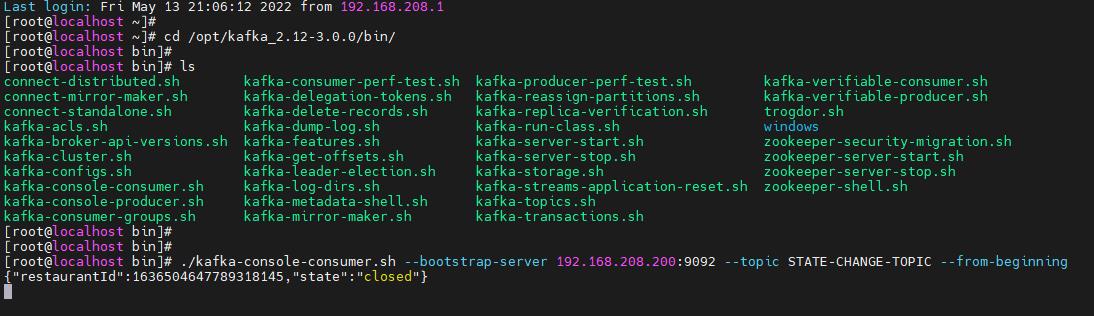 Last login: Fri May 13 21:06:12 2022 from 192.168.208.1
[root@localhost ~]#
[root@localhost ~]# cd /opt/kafka_2.12-3.0.0/bin/
[root@localhost bin]#
[root@localhost bin]# ls
connect-distributed.sh kafka-consumer-perf-test.sh kafka-producer-perf-test.sh kafka-verifiable-consumer.sh
connect-mirror-maker.sh kafka-delegation-tokens.sh kafka-reassign-partitions.sh kafka-verifiable-producer.sh
connect-standalone.sh kafka-delete-records.sh kafka-replica-verification.sh trogdor.sh
kafka-acls.sh kafka-dump-log.sh kafka-run-class.sh windows
kafka-broker-api-versions.sh kafka-features.sh kafka-server-start.sh zookeeper-security-migration.sh
kafka-cluster.sh kafka-get-offsets.sh kafka-server-stop.sh zookeeper-server-start.sh
kafka-configs.sh kafka-leader-election.sh kafka-storage.sh zookeeper-server-stop.sh
kafka-console-consumer.sh kafka-log-dirs.sh kafka-streams-application-reset.sh zookeeper-shell.sh
kafka-console-producer.sh kafka-metadata-shell.sh kafka-topics.sh
kafka-consumer-groups.sh kafka-mirror-maker.sh kafka-transactions.sh
[root@localhost bin]#
[root@localhost bin]#
[root@localhost bin]# ./kafka-console-consumer.sh --bootstrap-server 192.168.208.200:9092 --topic STATE-CHANGE-TOPIC --from-beginning
{"restaurantId":1636504647789318145,"state":"closed"}